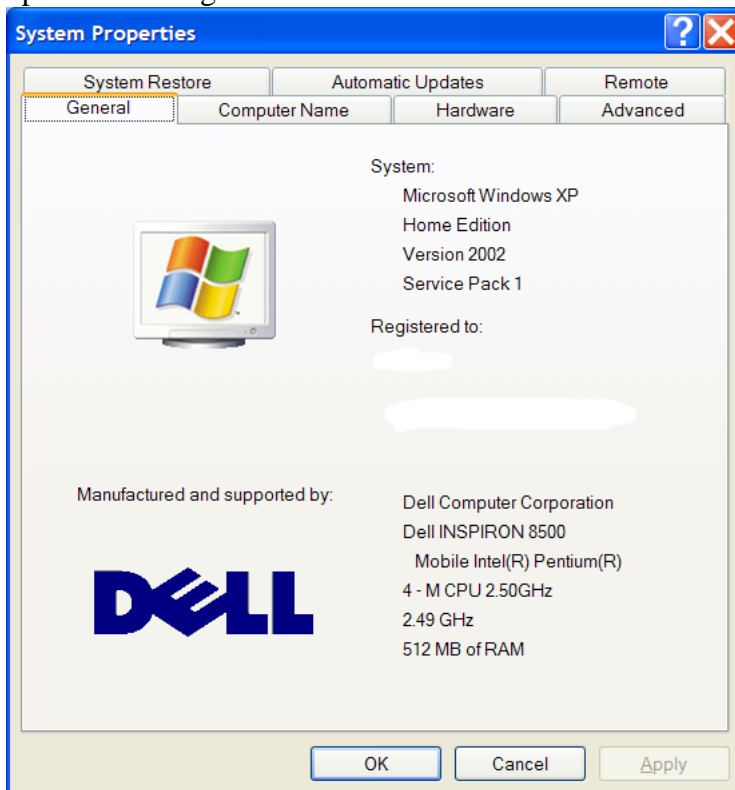 System Properties
System Restore Automatic Updates Remote
General Computer Name Hardware Advanced
System:
Microsoft Windows XP
Home Edition
Version 2002
Service Pack 1
Registered to:
Manufactured and supported by:
Dell Computer Corporation
Dell INSPIRON 8500
Mobile Intel(R) Pentium(R)
4 - M CPU 2.50GHz
2.49 GHz
512 MB of RAM
DELL
OK Cancel Apply